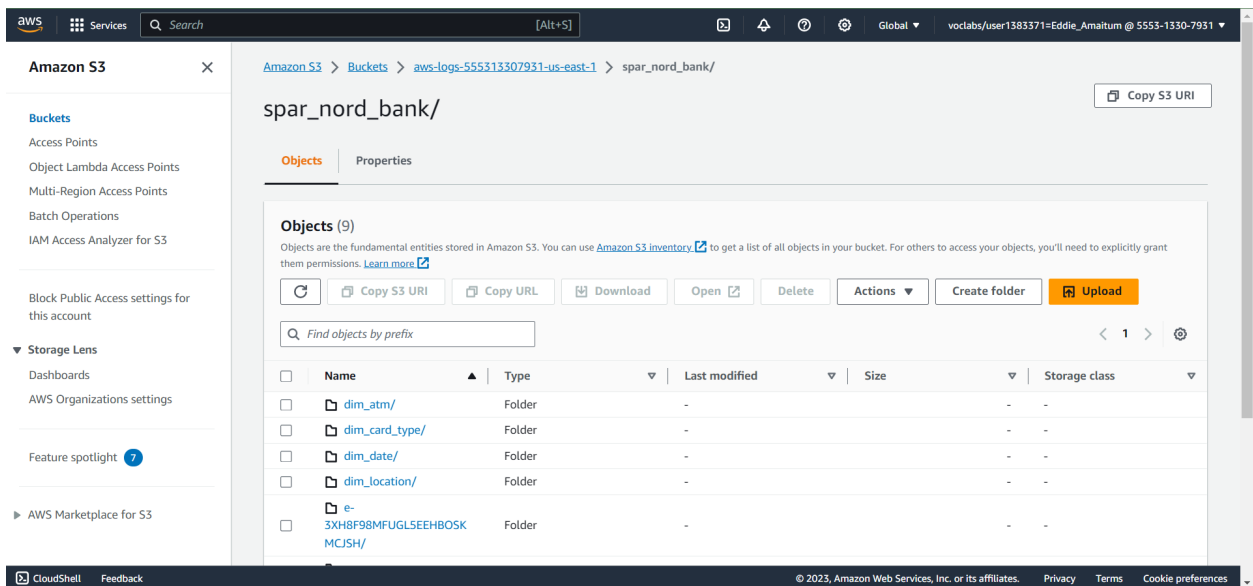 aws
Services
Search
[Alt+S]
Global ▼
voclabs/user1383371=Eddie_Amaitum @ 5553-1330-7931 ▼
Amazon S3
Buckets
Access Points
Object Lambda Access Points
Multi-Region Access Points
Batch Operations
IAM Access Analyzer for S3
Block Public Access settings for
this account
Storage Lens
Dashboards
AWS Organizations settings
Feature spotlight 7
AWS Marketplace for S3
Amazon S3 > Buckets > aws-logs-555313307931-us-east-1 > spar_nord_bank/
spar_nord_bank/
Copy S3 URI
Objects
Properties
Objects (9)
Objects are the fundamental entities stored in Amazon S3. You can use Amazon S3 inventory to get a list of all objects in your bucket. For others to access your objects, you'll need to explicitly grant
them permissions. Learn more
Copy S3 URI
Copy URL
Download
Open
Delete
Actions ▼
Create folder
Upload
Find objects by prefix
< 1 >
Name Type Last modified Size Storage class
dim_atm/ Folder - - -
dim_card_type/ Folder - - -
dim_date/ Folder - - -
dim_location/ Folder - - -
e-
3XH8F98MFUGL5EEHBOSK Folder - - -
MCJSH/
CloudShell Feedback
© 2023, Amazon Web Services, Inc. or its affiliates. Privacy Terms Cookie preferences